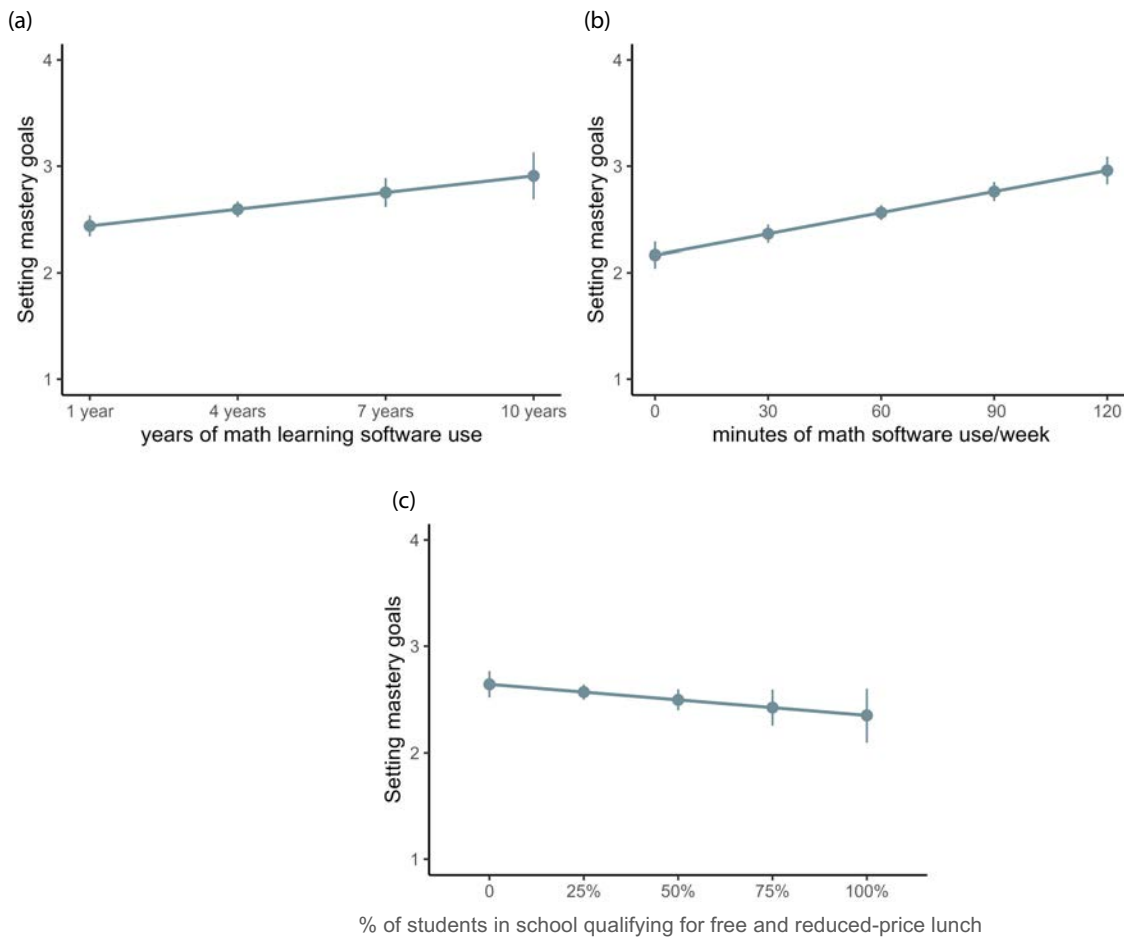 (a)
4
3
2
1
Setting mastery goals
1 year 4 years 7 years 10 years
years of math learning software use
(b)
4
3
2
1
Setting mastery goals
0 30 60 90 120
minutes of math software use/week
(c)
4
3
2
1
Setting mastery goals
0 25% 50% 75% 100%
% of students in school qualifying for free and reduced-price lunch